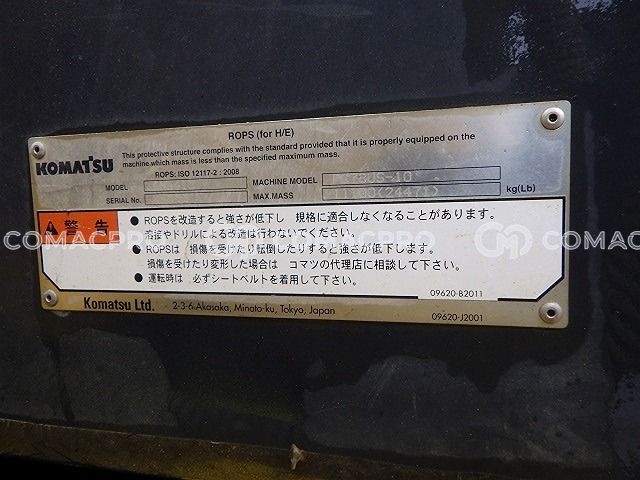 ROPS (for H/E)
KOMATSU
This protective structure complies with the standard provided that it is properly equipped on the
machine,which mass is less than the specified maximum mass.
ROPS: ISO 12117-2 : 2008
MODEL
MACHINE MODEL
US-10
SERIAL No.
MAX.MASS
(24471)
kg(Lb)
警告
● ROPSを改造すると強さが低下し 規格に適合しなくなることがあります。
溶接やドリルによる改造は行わないでください。
● ROPSは 損傷を受けたり転倒したりすると強さが低下します。
損傷を受けたり変形した場合は コマツの代理店に相談して下さい。
● 運転時は 必ずシートベルトを着用して下さい。
09620-B2011
Komatsu Ltd.
2-3-6.Akasaka, Minato-ku, Tokyo, Japan
09620-J2001
COMACPRO
COMACPRO
COMACPRO